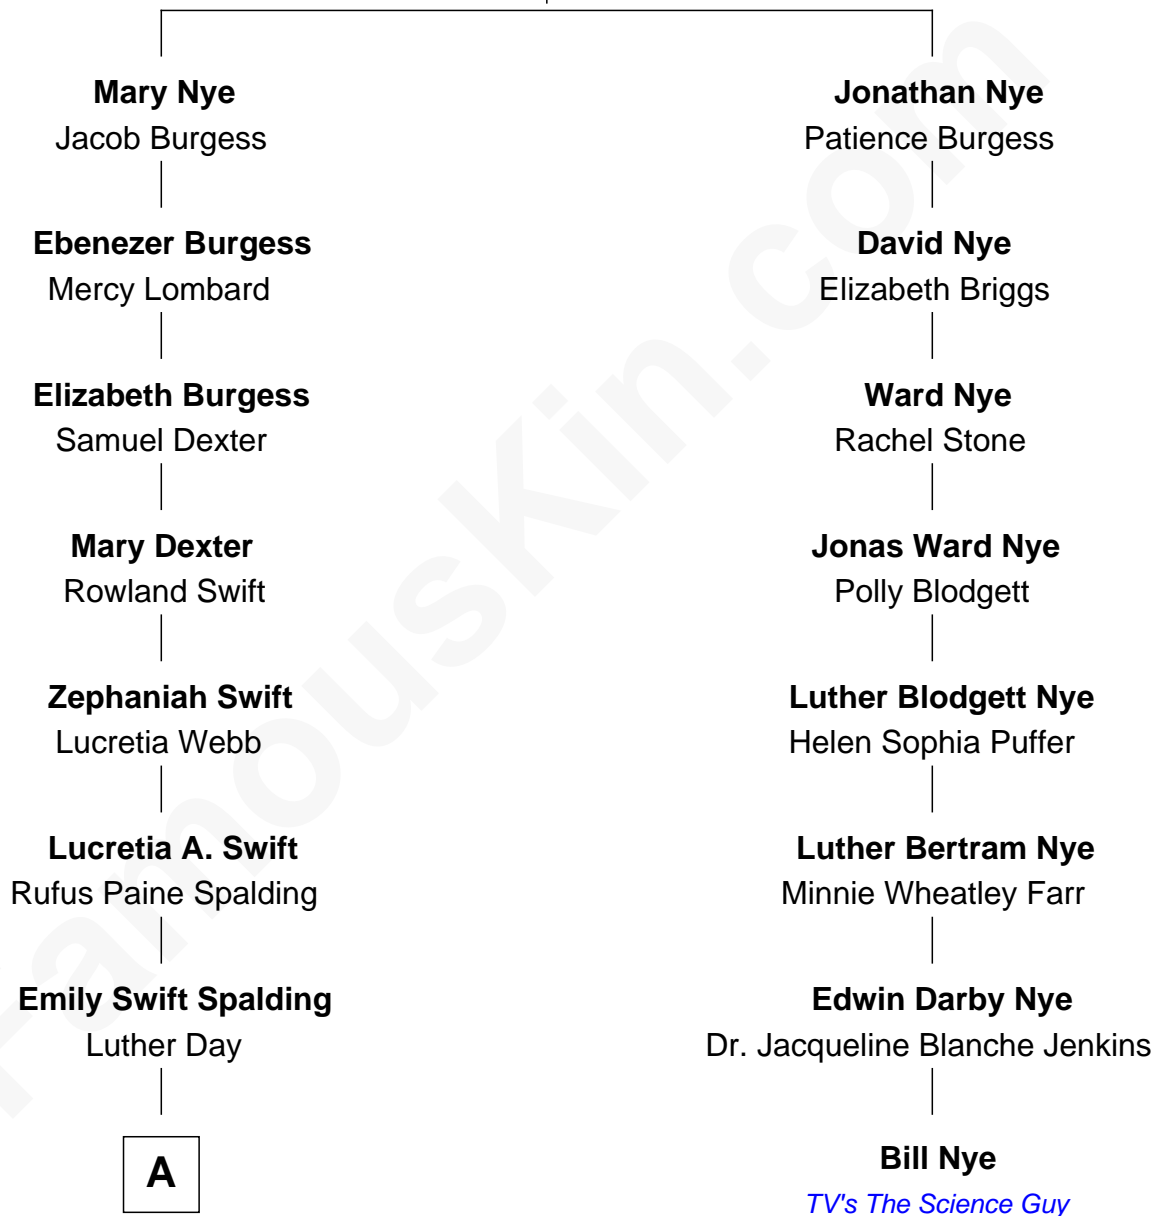 Mary Nye
Jacob Burgess
Ebenezer Burgess
Mercy Lombard
Elizabeth Burgess
Samuel Dexter
Mary Dexter
Rowland Swift
Zephaniah Swift
Lucretia Webb
Lucretia A. Swift
Rufus Paine Spalding
Emily Swift Spalding
Luther Day
A
Jonathan Nye
Patience Burgess
David Nye
Elizabeth Briggs
Ward Nye
Rachel Stone
Jonas Ward Nye
Polly Blodgett
Luther Blodgett Nye
Helen Sophia Puffer
Luther Bertram Nye
Minnie Wheatley Farr
Edwin Darby Nye
Dr. Jacqueline Blanche Jenkins
Bill Nye
TV's The Science Guy
FamousKin.com